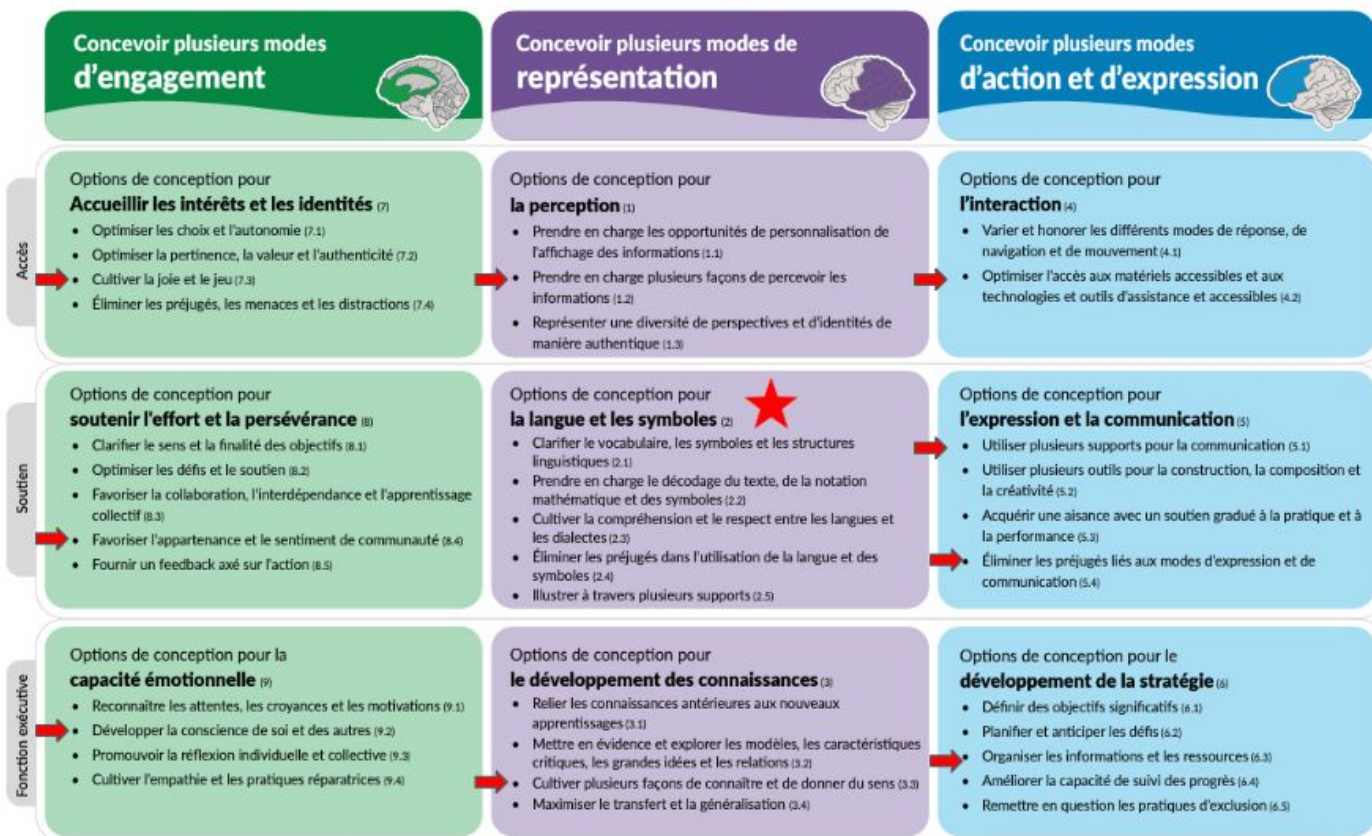 Concevoir plusieurs modes
d'engagement
Concevoir plusieurs modes de
représentation
Concevoir plusieurs modes
d'action et d'expression
Accès
Options de conception pour
Accueillir les intérêts et les identités (7)
• Optimiser les choix et l'autonomie (7.1)
• Optimiser la pertinence, la valeur et l'authenticité (7.2)
• Cultiver la joie et le jeu (7.3)
• Éliminer les préjugés, les menaces et les distractions (7.4)
Options de conception pour
la perception (1)
• Prendre en charge les opportunités de personnalisation de
l'affichage des informations (1.1)
• Prendre en charge plusieurs façons de percevoir les
informations (1.2)
• Représenter une diversité de perspectives et d'identités de
manière authentique (1.3)
Options de conception pour
l'interaction (4)
• Varier et honorer les différents modes de réponse, de
navigation et de mouvement (4.1)
• Optimiser l'accès aux matériels accessibles et aux
technologies et outils d'assistance et accessibles (4.2)
Soutien
Options de conception pour
soutenir l'effort et la persévérance (8)
• Clarifier le sens et la finalité des objectifs (8.1)
• Optimiser les défis et le soutien (8.2)
• Favoriser la collaboration, l'interdépendance et l'apprentissage
collectif (8.3)
• Favoriser l'appartenance et le sentiment de communauté (8.4)
• Fournir un feedback axé sur l'action (8.5)
Options de conception pour
la langue et les symboles (2)
• Clarifier le vocabulaire, les symboles et les structures
linguistiques (2.1)
• Prendre en charge le décodage du texte, de la notation
mathématique et des symboles (2.2)
• Cultiver la compréhension et le respect entre les langues et
les dialectes (2.3)
• Éliminer les préjugés dans l'utilisation de la langue et des
symboles (2.4)
• Illustrer à travers plusieurs supports (2.5)
Options de conception pour
l'expression et la communication (5)
• Utiliser plusieurs supports pour la communication (5.1)
• Utiliser plusieurs outils pour la construction, la composition et
la créativité (5.2)
• Acquérir une aisance avec un soutien gradué à la pratique et à
la performance (5.3)
• Éliminer les préjugés liés aux modes d'expression et de
communication (5.4)
Fonction exécutive
Options de conception pour la
capacité émotionnelle (9)
• Reconnaître les attentes, les croyances et les motivations (9.1)
• Développer la conscience de soi et des autres (9.2)
• Promouvoir la réflexion individuelle et collective (9.3)
• Cultiver l'empathie et les pratiques réparatrices (9.4)
Options de conception pour
le développement des connaissances (3)
• Relier les connaissances antérieures aux nouveaux
apprentissages (3.1)
• Mettre en évidence et explorer les modèles, les caractéristiques
critiques, les grandes idées et les relations (3.2)
• Cultiver plusieurs façons de connaître et de donner du sens (3.3)
• Maximiser le transfert et la généralisation (3.4)
Options de conception pour le
développement de la stratégie (6)
• Définir des objectifs significatifs (6.1)
• Planifier et anticiper les défis (6.2)
• Organiser les informations et les ressources (6.3)
• Améliorer la capacité de suivi des progrès (6.4)
• Remettre en question les pratiques d'exclusion (6.5)